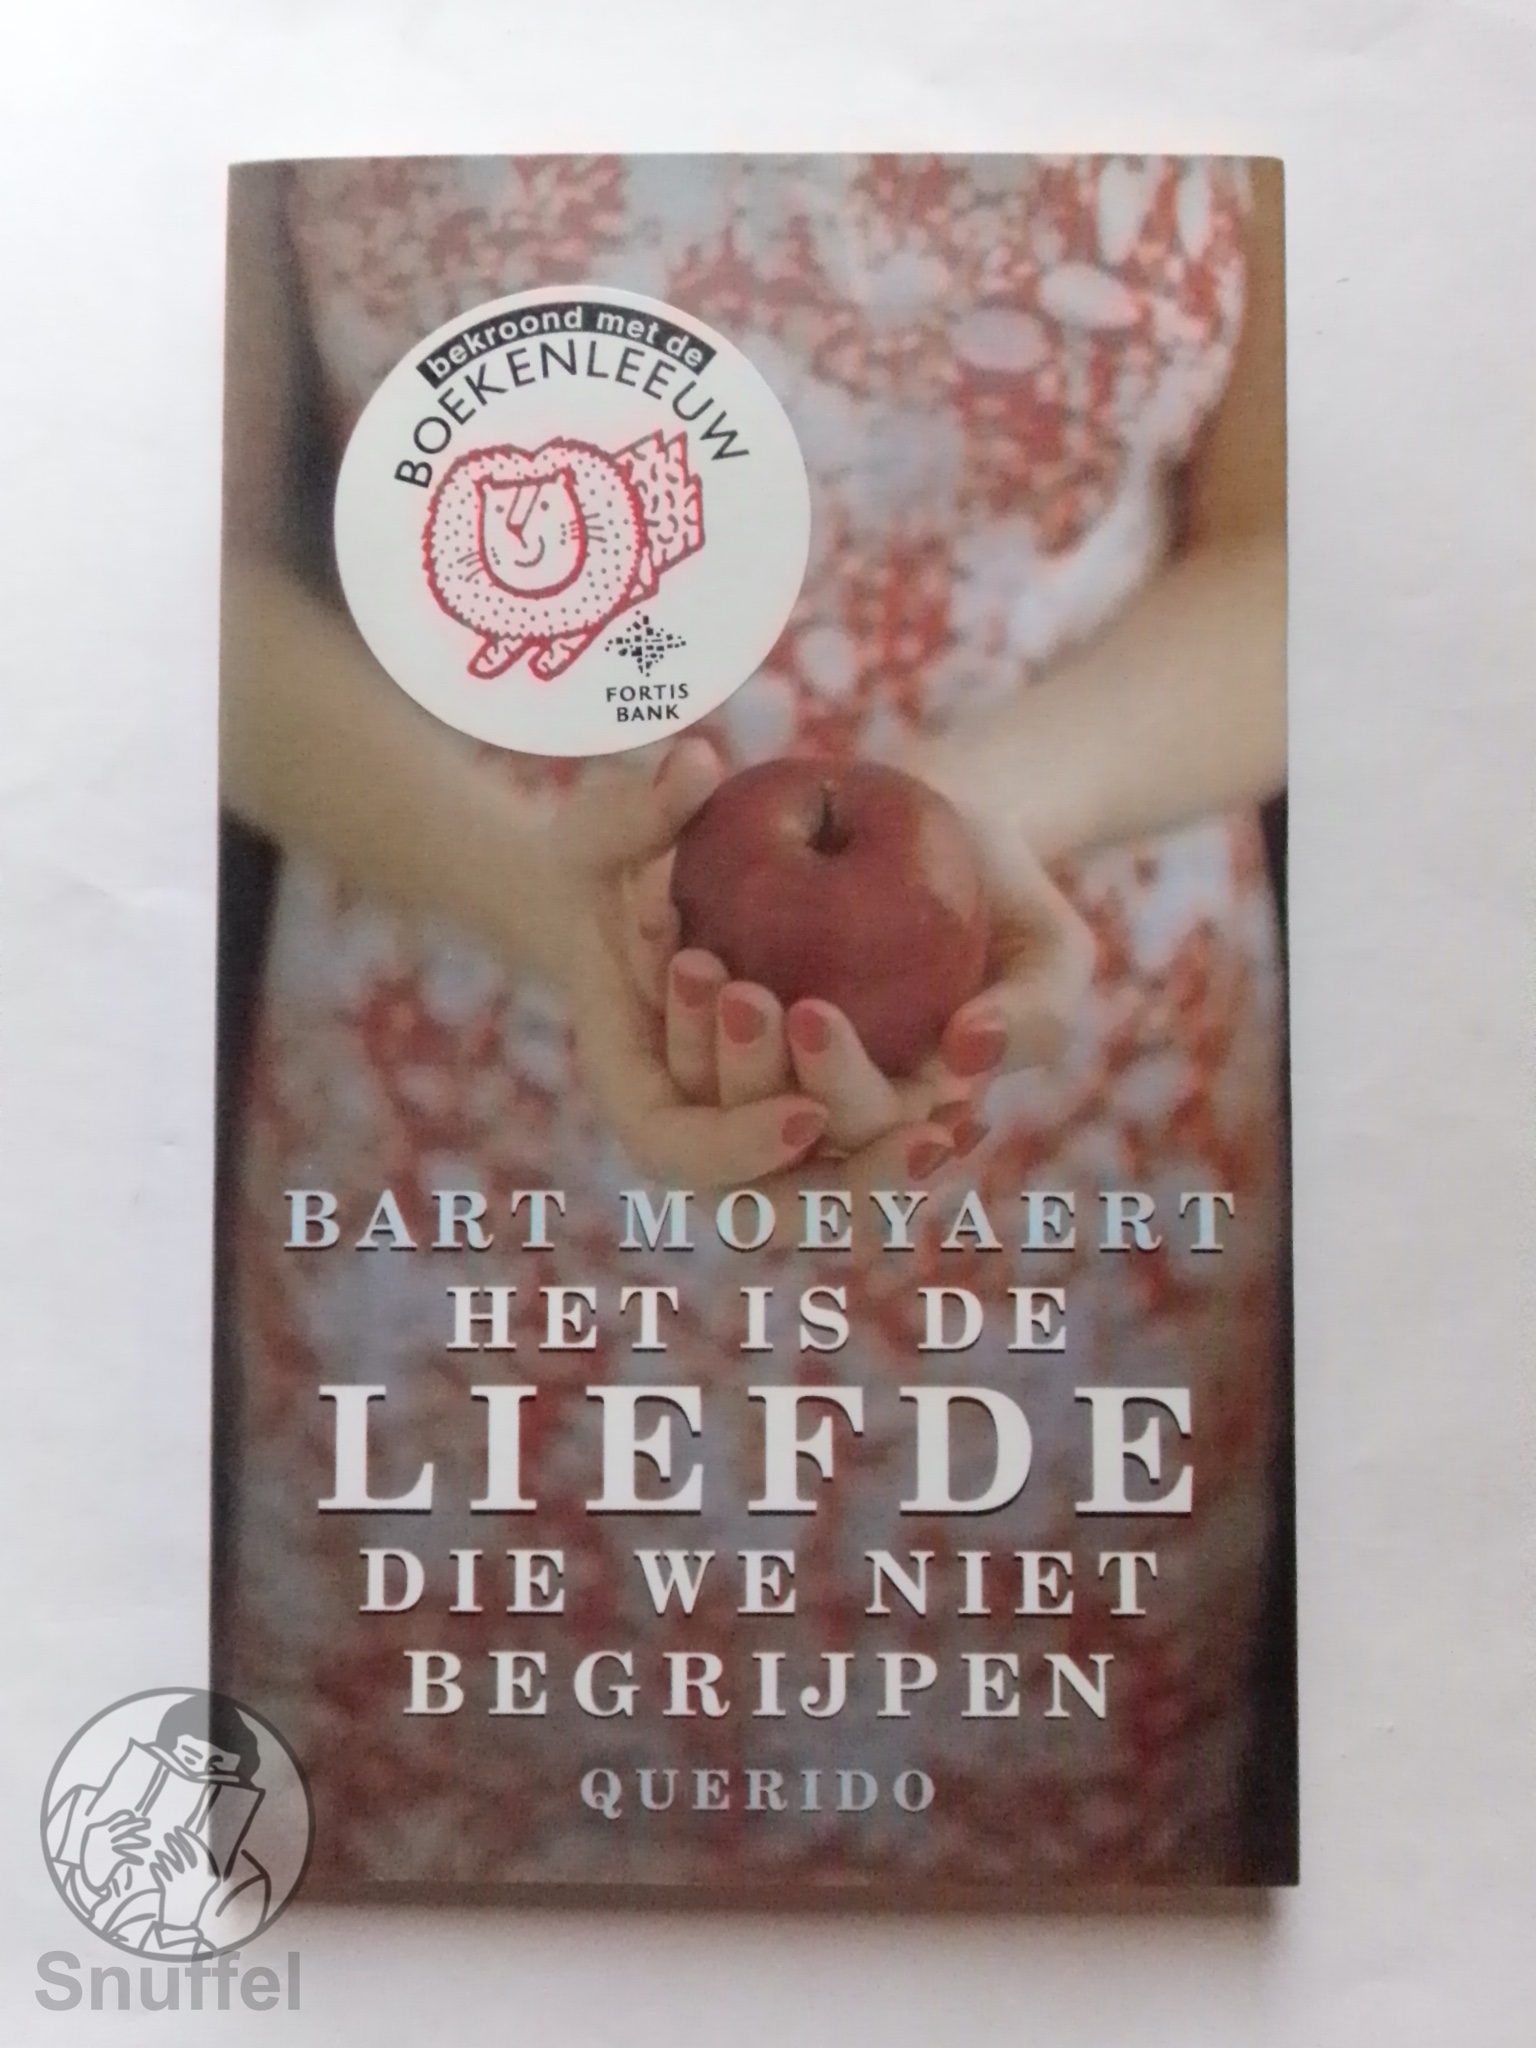 bekroond met de
BOEKENLEEUW
FORTIS
BANK
BART MOEYAERT
HET IS DE
LIEFDE
DIE WE NIET
BEGRIJPEN
QUERIDO
Snuffel